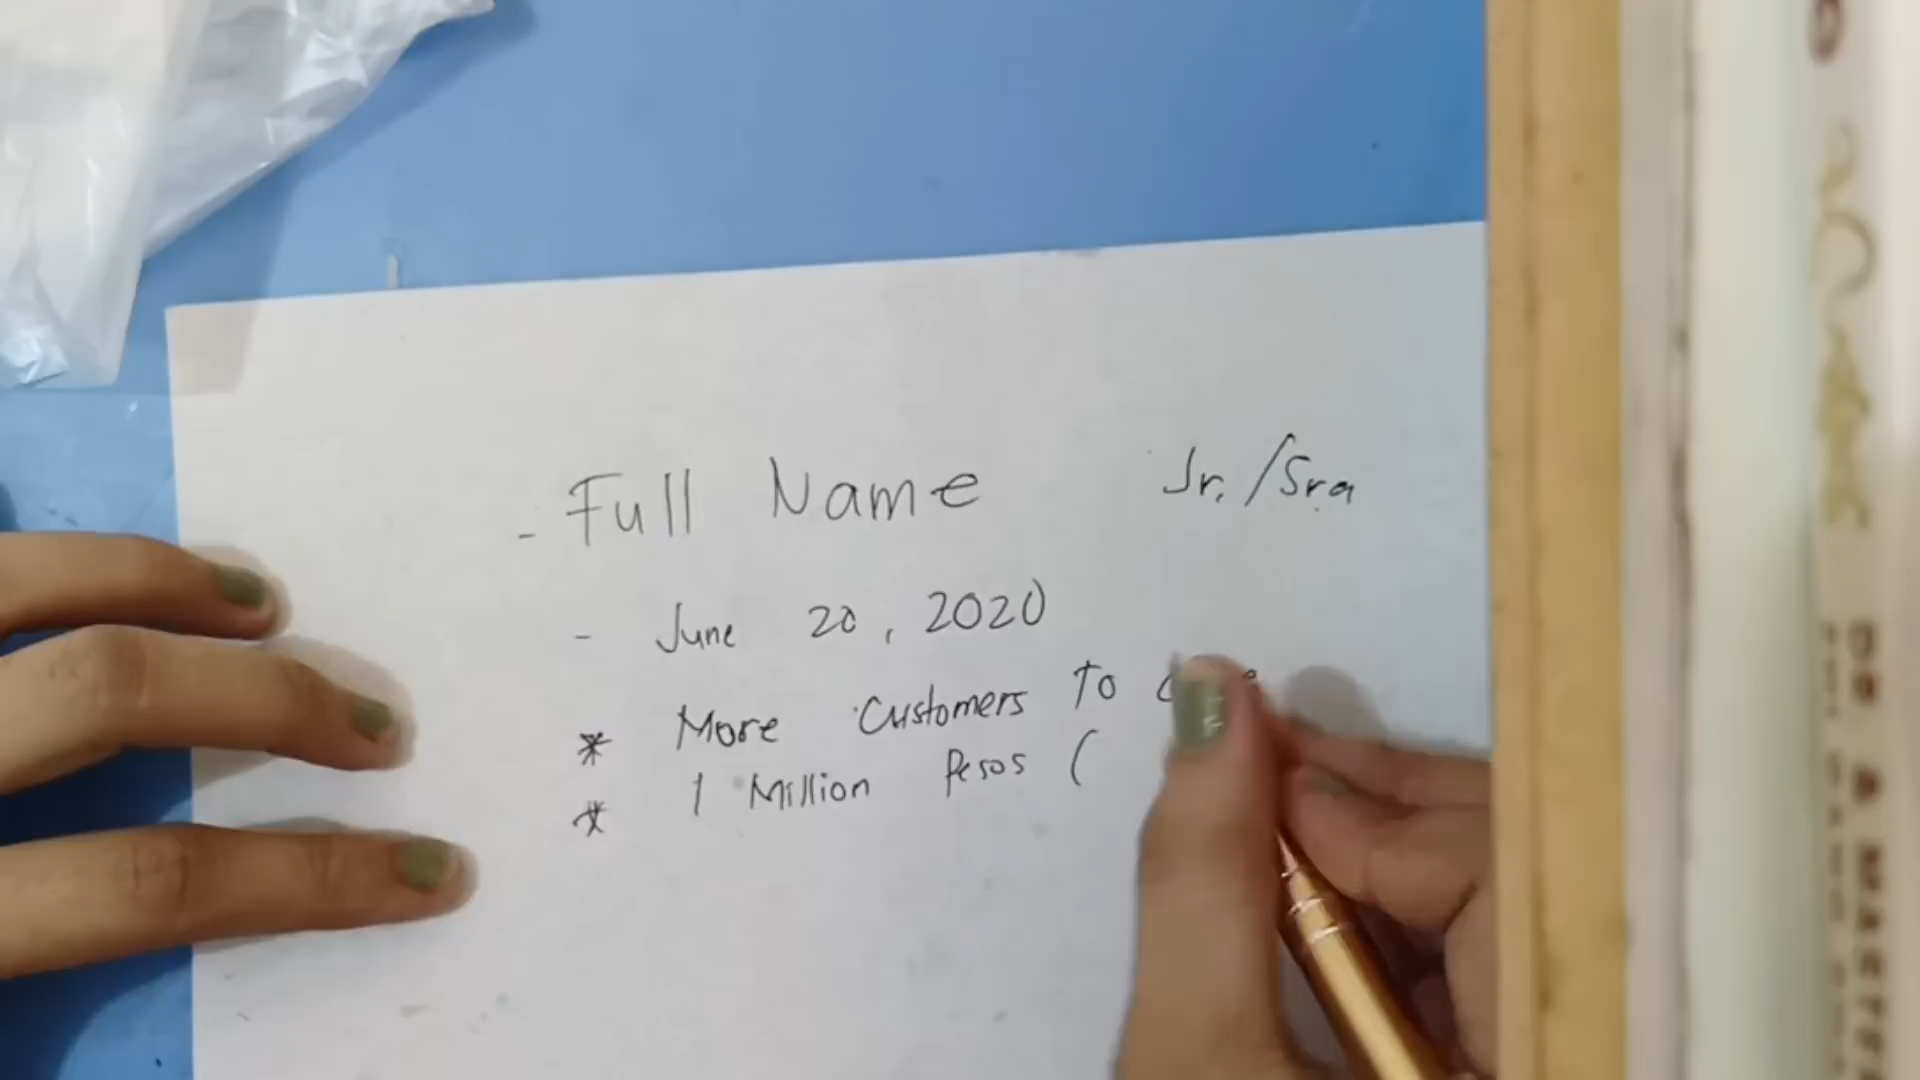 - Full Name Jr. / Sra
- June 20, 2020
* More Customers To
* 1 Million Pesos (